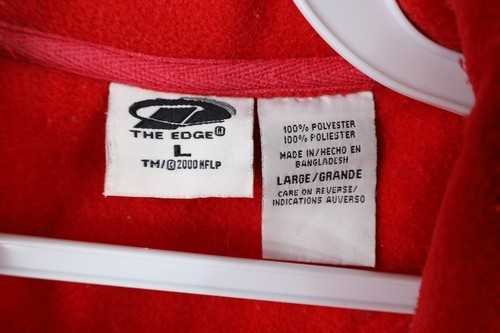 THE EDGE®
L
TM/©2000 NFLP
100% POLYESTER
100% POLIESTER
MADE IN/HECHO EN
BANGLADESH
LARGE/GRANDE
CARE ON REVERSE/
INDICATIONS AUVERSO